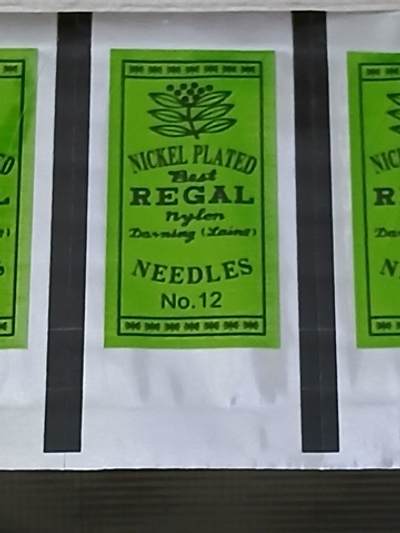 NICKEL PLATED
Best
REGAL
Nylon
Darning (Laine)
NEEDLES
No.12